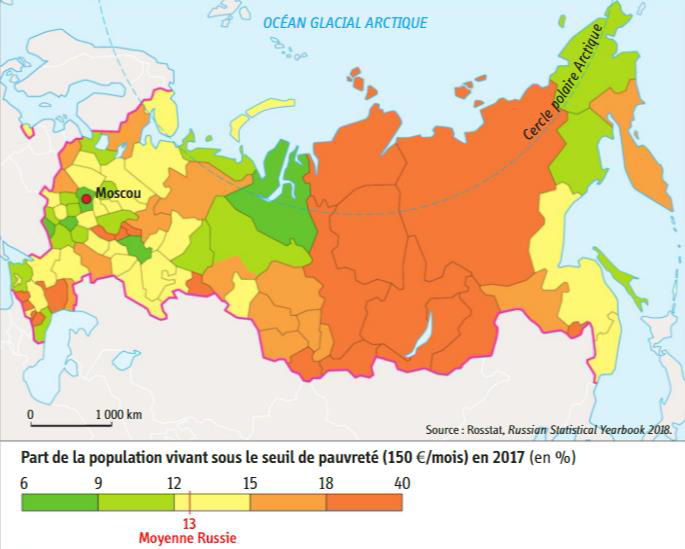 OCÉAN GLACIAL ARCTIQUE
Cercle polaire Arctique
Moscou
0 1 000 km
Source : Rosstat, Russian Statistical Yearbook 2018.
Part de la population vivant sous le seuil de pauvreté (150 €/mois) en 2017 (en %)
6 9 12 15 18 40
13
Moyenne Russie